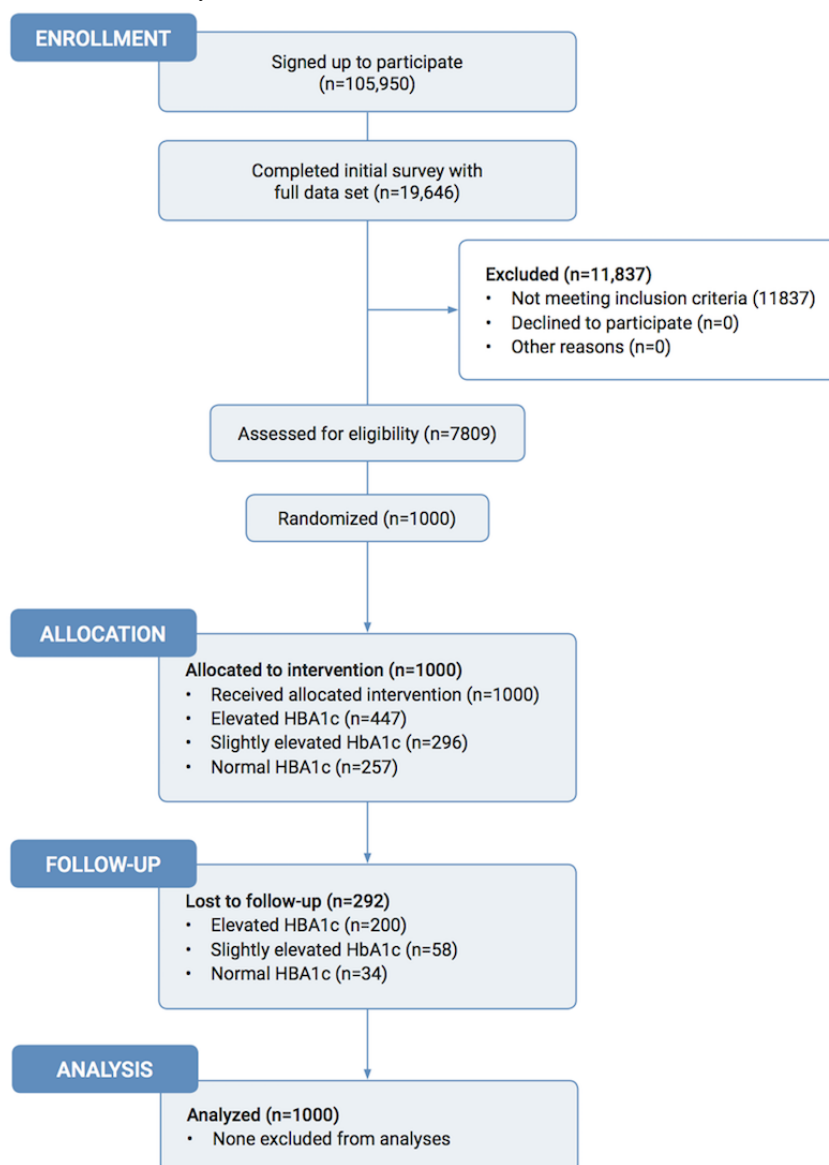 ENROLLMENT
Signed up to participate
(n=105,950)
Completed initial survey with
full data set (n=19,646)
Excluded (n=11,837)
• Not meeting inclusion criteria (11837)
• Declined to participate (n=0)
• Other reasons (n=0)
Assessed for eligibility (n=7809)
Randomized (n=1000)
ALLOCATION
Allocated to intervention (n=1000)
• Received allocated intervention (n=1000)
• Elevated HBA1c (n=447)
• Slightly elevated HbA1c (n=296)
• Normal HBA1c (n=257)
FOLLOW-UP
Lost to follow-up (n=292)
• Elevated HBA1c (n=200)
• Slightly elevated HbA1c (n=58)
• Normal HBA1c (n=34)
ANALYSIS
Analyzed (n=1000)
• None excluded from analyses